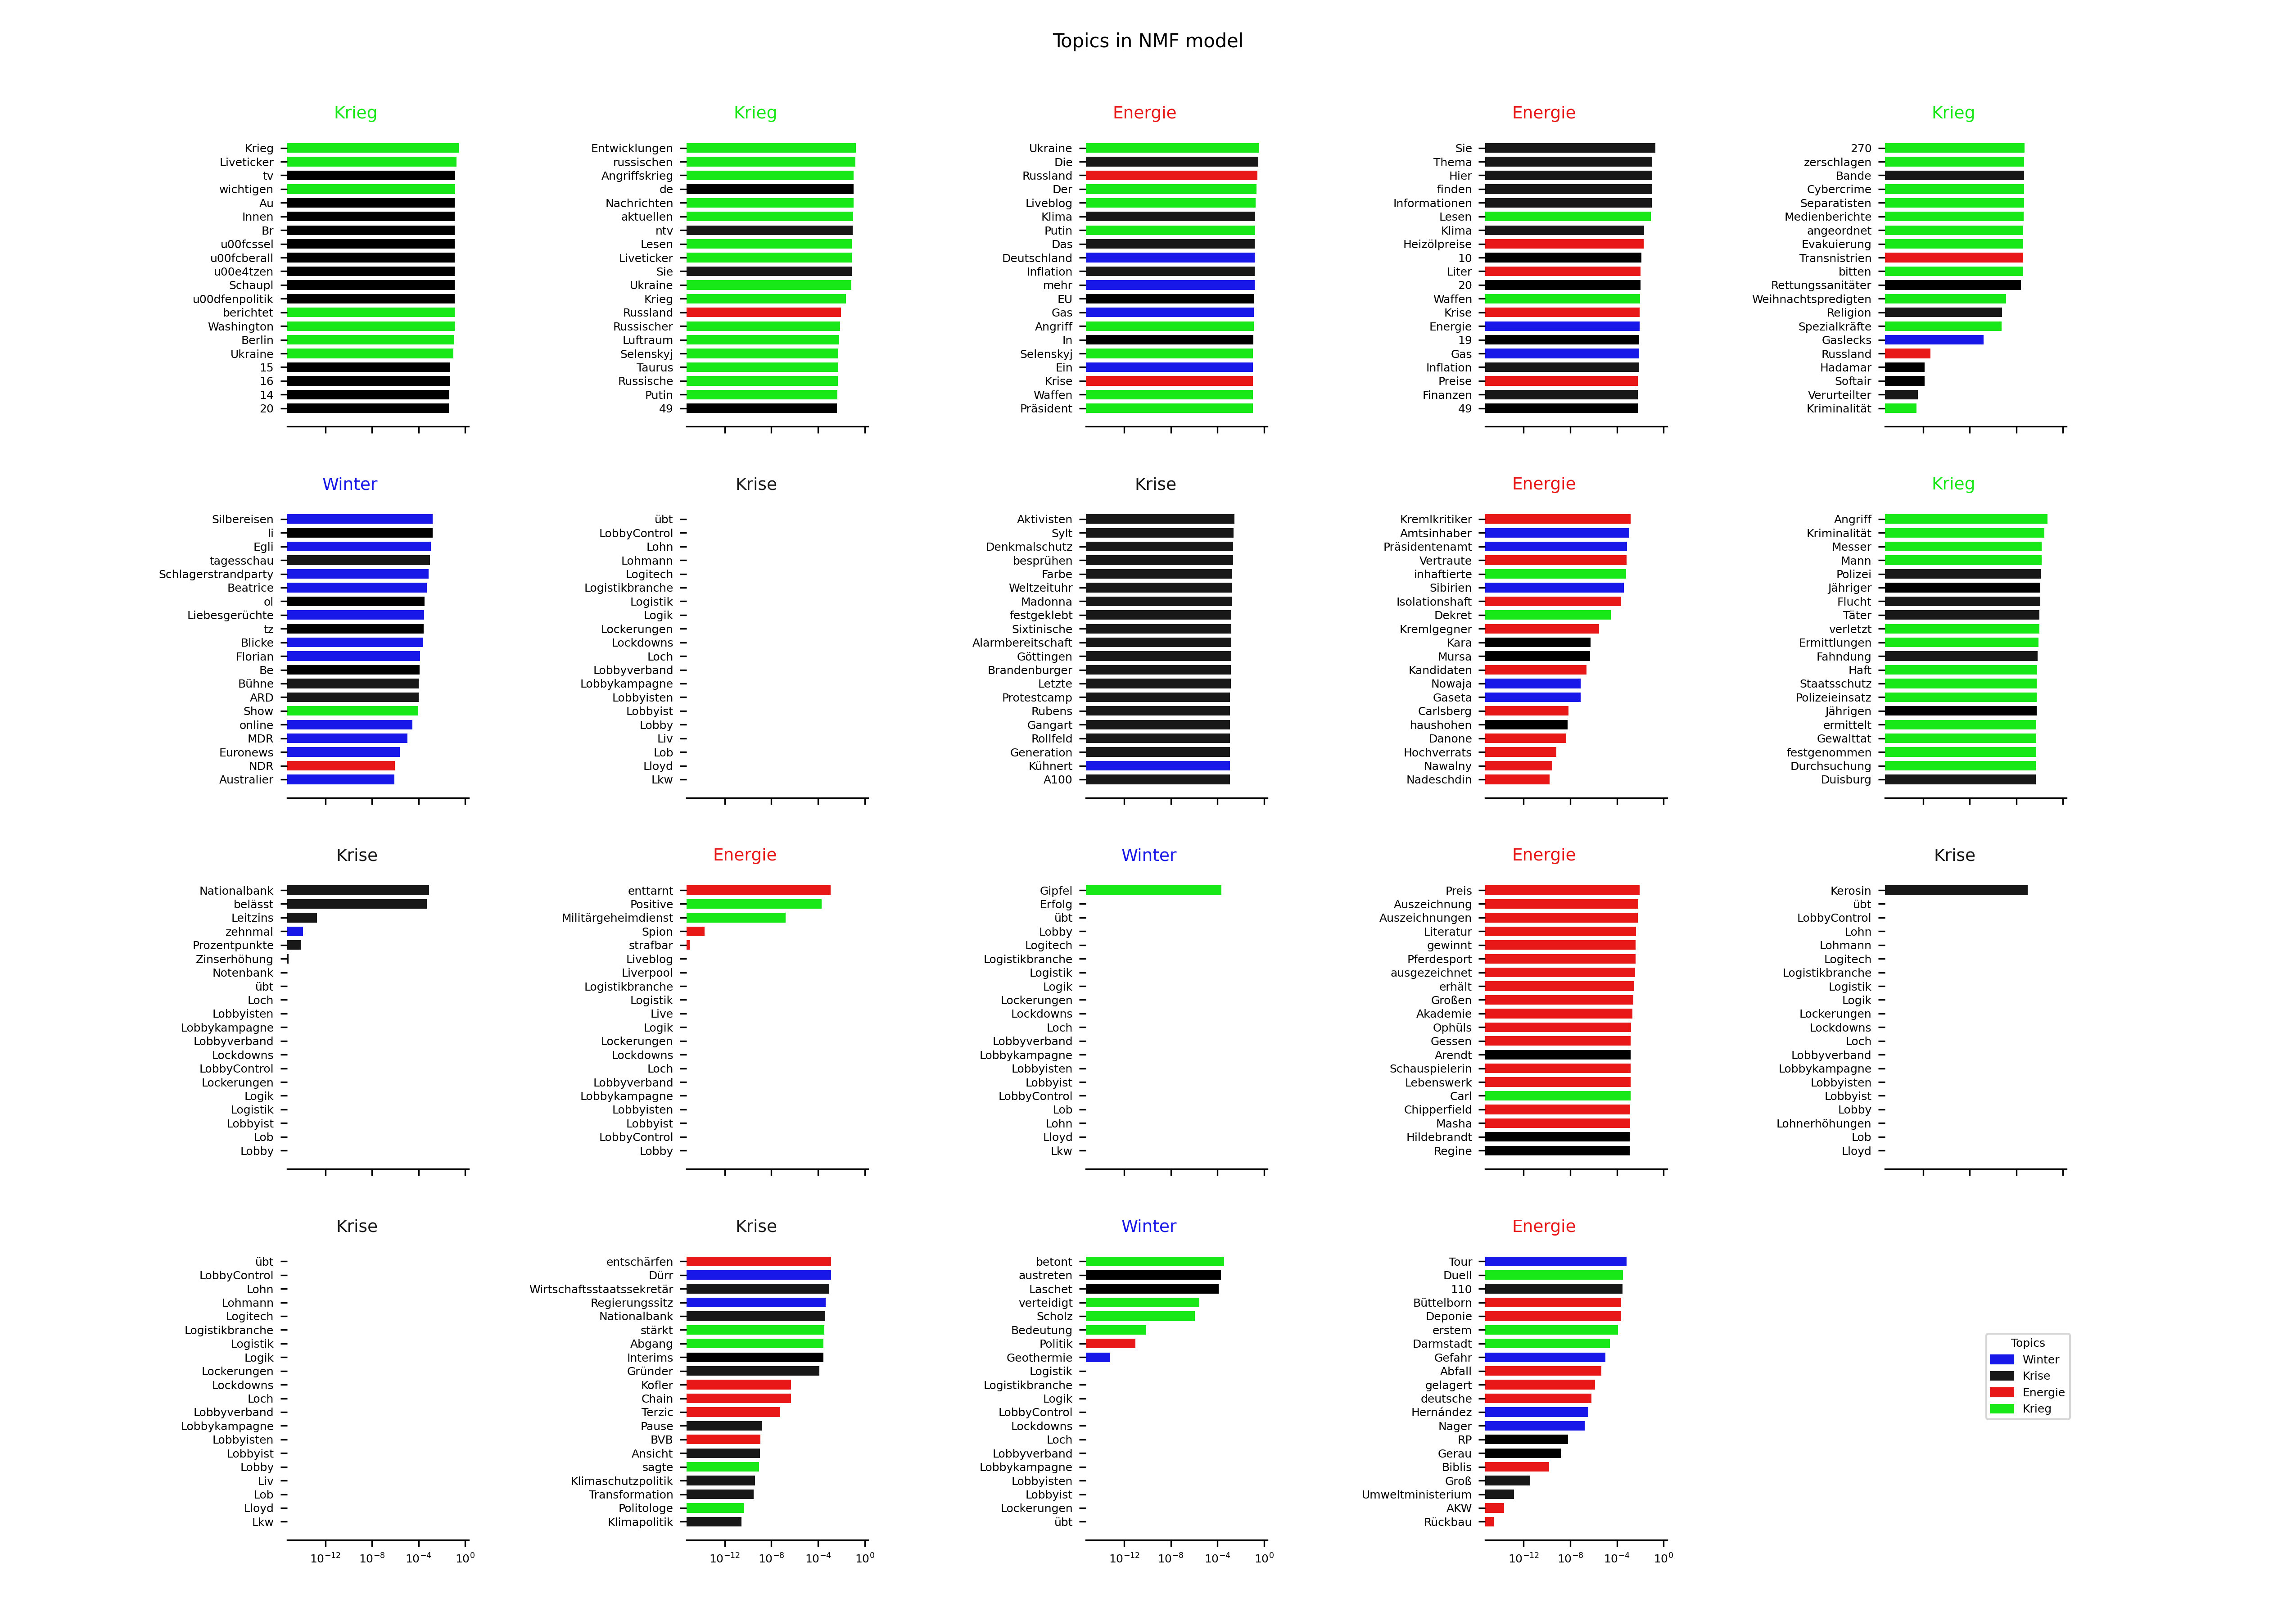 Topics in NMF model
Krieg
Krieg
Liveticker
tv
wichtigen
Au
Innen
Br
u00fcssel
u00fcberall
u00e4tzen
Schaupl
u00dfenpolitik
berichtet
Washington
Berlin
Ukraine
15
16
14
20
Krieg
Entwicklungen
russischen
Angriffskrieg
de
Nachrichten
aktuellen
ntv
Lesen
Liveticker
Sie
Ukraine
Krieg
Russland
Russischer
Luftraum
Selenskyj
Taurus
Russische
Putin
49
Energie
Ukraine
Die
Russland
Der
Liveblog
Klima
Putin
Das
Deutschland
Inflation
mehr
EU
Gas
Angriff
In
Selenskyj
Ein
Krise
Waffen
Präsident
Energie
Sie
Thema
Hier
finden
Informationen
Lesen
Klima
Heizölpreise
10
Liter
20
Waffen
Krise
Energie
19
Gas
Inflation
Preise
Finanzen
49
Krieg
270
zerschlagen
Bande
Cybercrime
Separatisten
Medienberichte
angeordnet
Evakuierung
Transnistrien
bitten
Rettungssanitäter
Weihnachtspredigten
Religion
Spezialkräfte
Gaslecks
Russland
Hadamar
Softair
Verurteilter
Kriminalität
Winter
Silbereisen
li
Egli
tagesschau
Schlagerstrandparty
Beatrice
ol
Liebesgerüchte
tz
Blicke
Florian
Be
Bühne
ARD
Show
online
MDR
Euronews
NDR
Australier
Krise
übt
LobbyControl
Lohn
Lohmann
Logitech
Logistikbranche
Logistik
Logik
Lockerungen
Lockdowns
Loch
Lobbyverband
Lobbykampagne
Lobbyisten
Lobbyist
Lobby
Liv
Lob
Lloyd
Lkw
Krise
Aktivisten
Sylt
Denkmalschutz
besprühen
Farbe
Weltzeituhr
Madonna
festgeklebt
Sixtinische
Alarmbereitschaft
Göttingen
Brandenburger
Letzte
Protestcamp
Rubens
Gangart
Rollfeld
Generation
Kühnert
A100
Energie
Kremlkritiker
Amtsinhaber
Präsidentenamt
Vertraute
inhaftierte
Sibirien
Isolationshaft
Dekret
Kremlgegner
Kara
Mursa
Kandidaten
Nowaja
Gaseta
Carlsberg
haushohen
Danone
Hochverrats
Nawalny
Nadeschdin
Krieg
Angriff
Kriminalität
Messer
Mann
Polizei
Jähriger
Flucht
Täter
verletzt
Ermittlungen
Fahndung
Haft
Staatsschutz
Polizeieinsatz
Jährigen
ermittelt
Gewalttat
festgenommen
Durchsuchung
Duisburg
Krise
Nationalbank
belässt
Leitzins
zehnmal
Prozentpunkte
Zinserhöhung
Notenbank
übt
Loch
Lobbyisten
Lobbykampagne
Lobbyverband
Lockdowns
LobbyControl
Lockerungen
Logik
Logistik
Lobbyist
Lob
Lobby
Energie
enttarnt
Positive
Militärgeheimdienst
Spion
strafbar
Liveblog
Liverpool
Logistikbranche
Logistik
Live
Logik
Lockerungen
Lockdowns
Loch
Lobbyverband
Lobbykampagne
Lobbyisten
Lobbyist
LobbyControl
Lobby
Winter
Gipfel
Erfolg
übt
Lobby
Logitech
Logistikbranche
Logistik
Logik
Lockerungen
Lockdowns
Loch
Lobbyverband
Lobbykampagne
Lobbyisten
Lobbyist
LobbyControl
Lob
Lohn
Lloyd
Lkw
Energie
Preis
Auszeichnung
Auszeichnungen
Literatur
gewinnt
Pferdesport
ausgezeichnet
erhält
Großen
Akademie
Ophüls
Gessen
Arendt
Schauspielerin
Lebenswerk
Carl
Chipperfield
Masha
Hildebrandt
Regine
Krise
Kerosin
übt
LobbyControl
Lohn
Lohmann
Logitech
Logistikbranche
Logistik
Logik
Lockerungen
Lockdowns
Loch
Lobbyverband
Lobbykampagne
Lobbyisten
Lobbyist
Lobby
Lohnerhöhungen
Lob
Lloyd
Krise
übt
LobbyControl
Lohn
Lohmann
Logitech
Logistikbranche
Logistik
Logik
Lockerungen
Lockdowns
Loch
Lobbyverband
Lobbykampagne
Lobbyisten
Lobbyist
Lobby
Liv
Lob
Lloyd
Lkw
10⁻¹² 10⁻⁸ 10⁻⁴ 10⁰
Krise
entschärfen
Dürr
Wirtschaftsstaatssekretär
Regierungssitz
Nationalbank
stärkt
Abgang
Interims
Gründer
Kofler
Chain
Terzic
Pause
BVB
Ansicht
sagte
Klimaschutzpolitik
Transformation
Politologe
Klimapolitik
10⁻¹² 10⁻⁸ 10⁻⁴ 10⁰
Winter
betont
austreten
Laschet
verteidigt
Scholz
Bedeutung
Politik
Geothermie
Logistik
Logistikbranche
Logik
LobbyControl
Lockdowns
Loch
Lobbyverband
Lobbykampagne
Lobbyisten
Lobbyist
Lockerungen
übt
10⁻¹² 10⁻⁸ 10⁻⁴ 10⁰
Energie
Tour
Duell
110
Büttelborn
Deponie
erstem
Darmstadt
Gefahr
Abfall
gelagert
deutsche
Hernández
Nager
RP
Gerau
Biblis
Groß
Umweltministerium
AKW
Rückbau
10⁻¹² 10⁻⁸ 10⁻⁴ 10⁰
Topics
Winter
Krise
Energie
Krieg